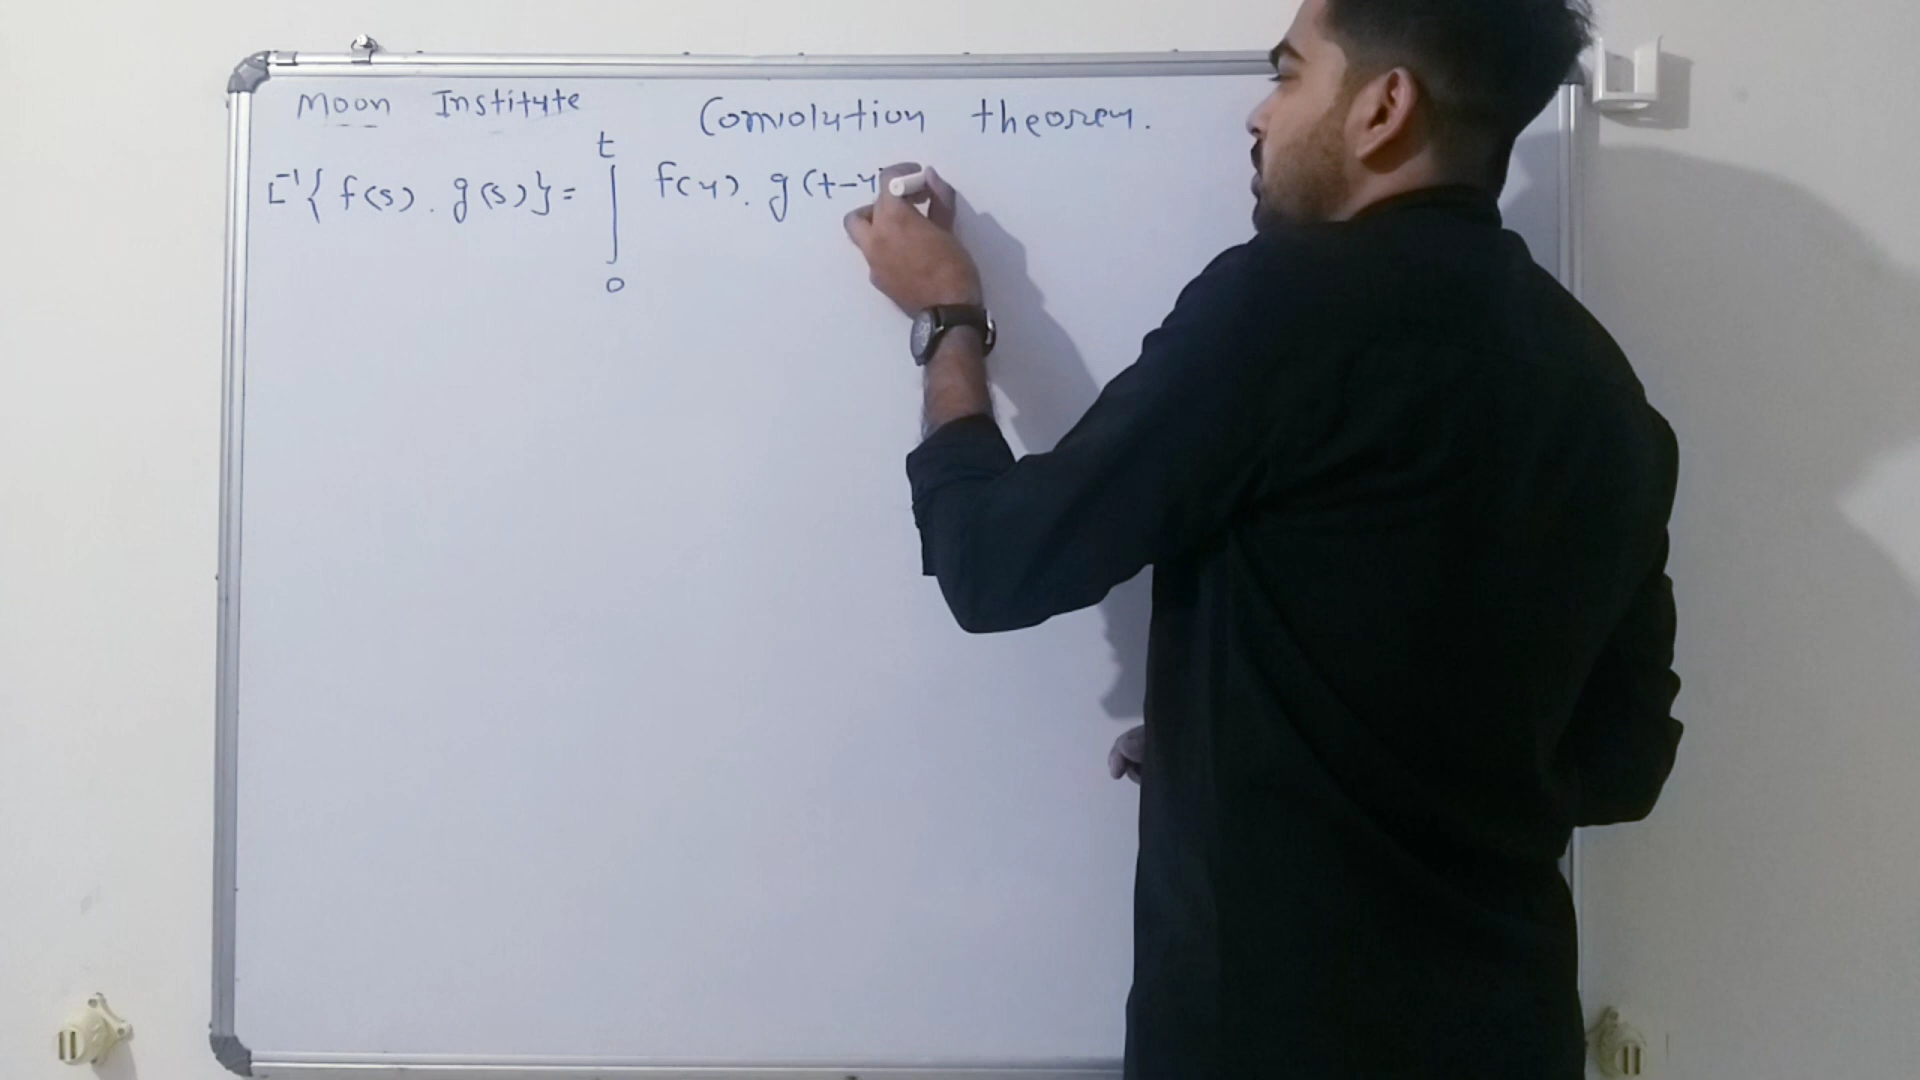 Moon Institute
Convolution theorem.
L⁻¹{ f(s) . g(s) } = ∫₀ᵗ f(u) . g(t-u)